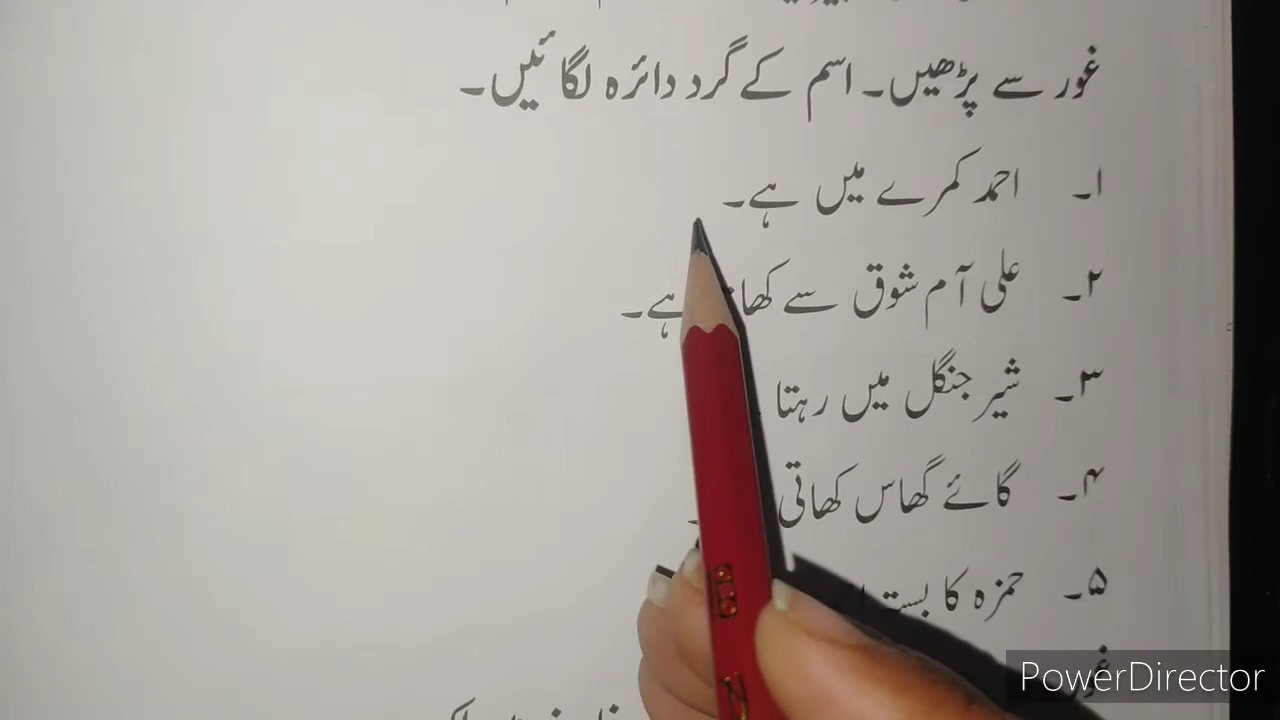 غور سے پڑھیں۔ اسم کے گرد دائرہ لگائیں۔
۱۔ احمد کمرے میں ہے۔
۲۔ علی آم شوق سے ہے۔
۳۔ شیر جنگل میں رہتا
۴۔ گائے گھاس کھاتی
۵۔ حمزہ کا
PowerDirector